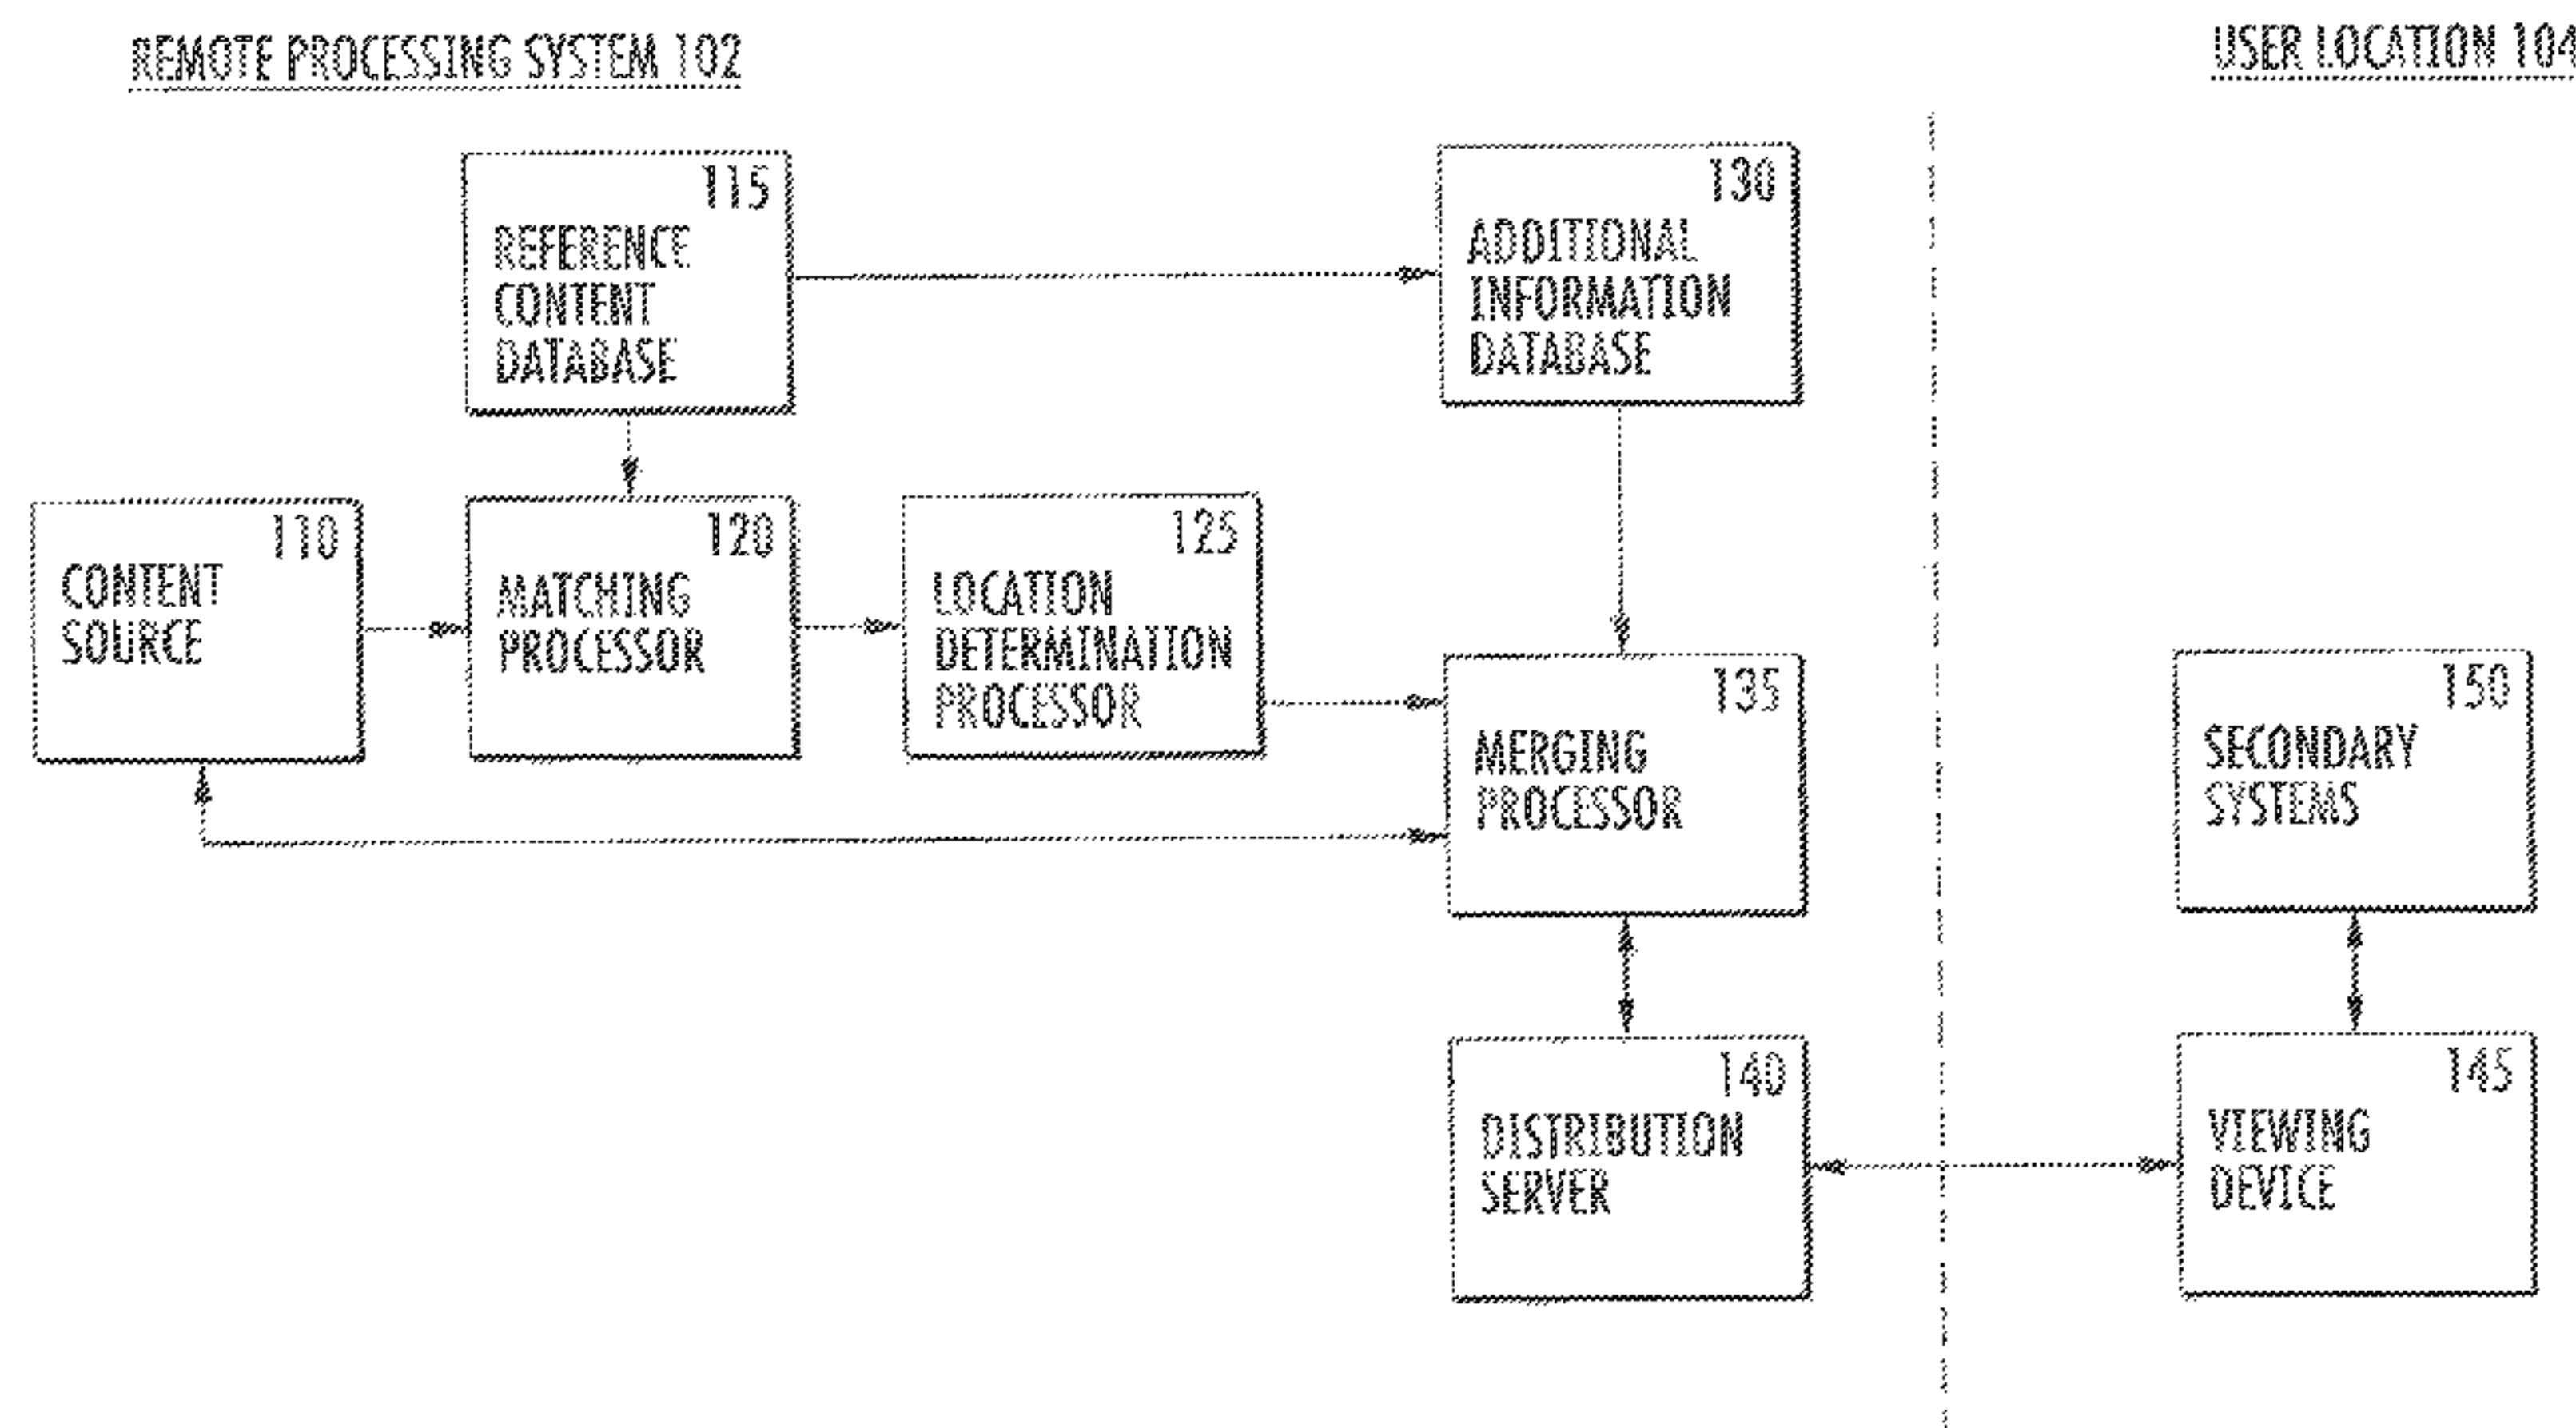 REMOTE PROCESSING SYSTEM 102
USER LOCATION 104
115
REFERENCE
CONTENT
DATABASE
130
ADDITIONAL
INFORMATION
DATABASE
110
CONTENT
SOURCE
120
MATCHING
PROCESSOR
125
LOCATION
DETERMINATION
PROCESSOR
135
MERGING
PROCESSOR
150
SECONDARY
SYSTEMS
140
DISTRIBUTION
SERVER
145
VIEWING
DEVICE